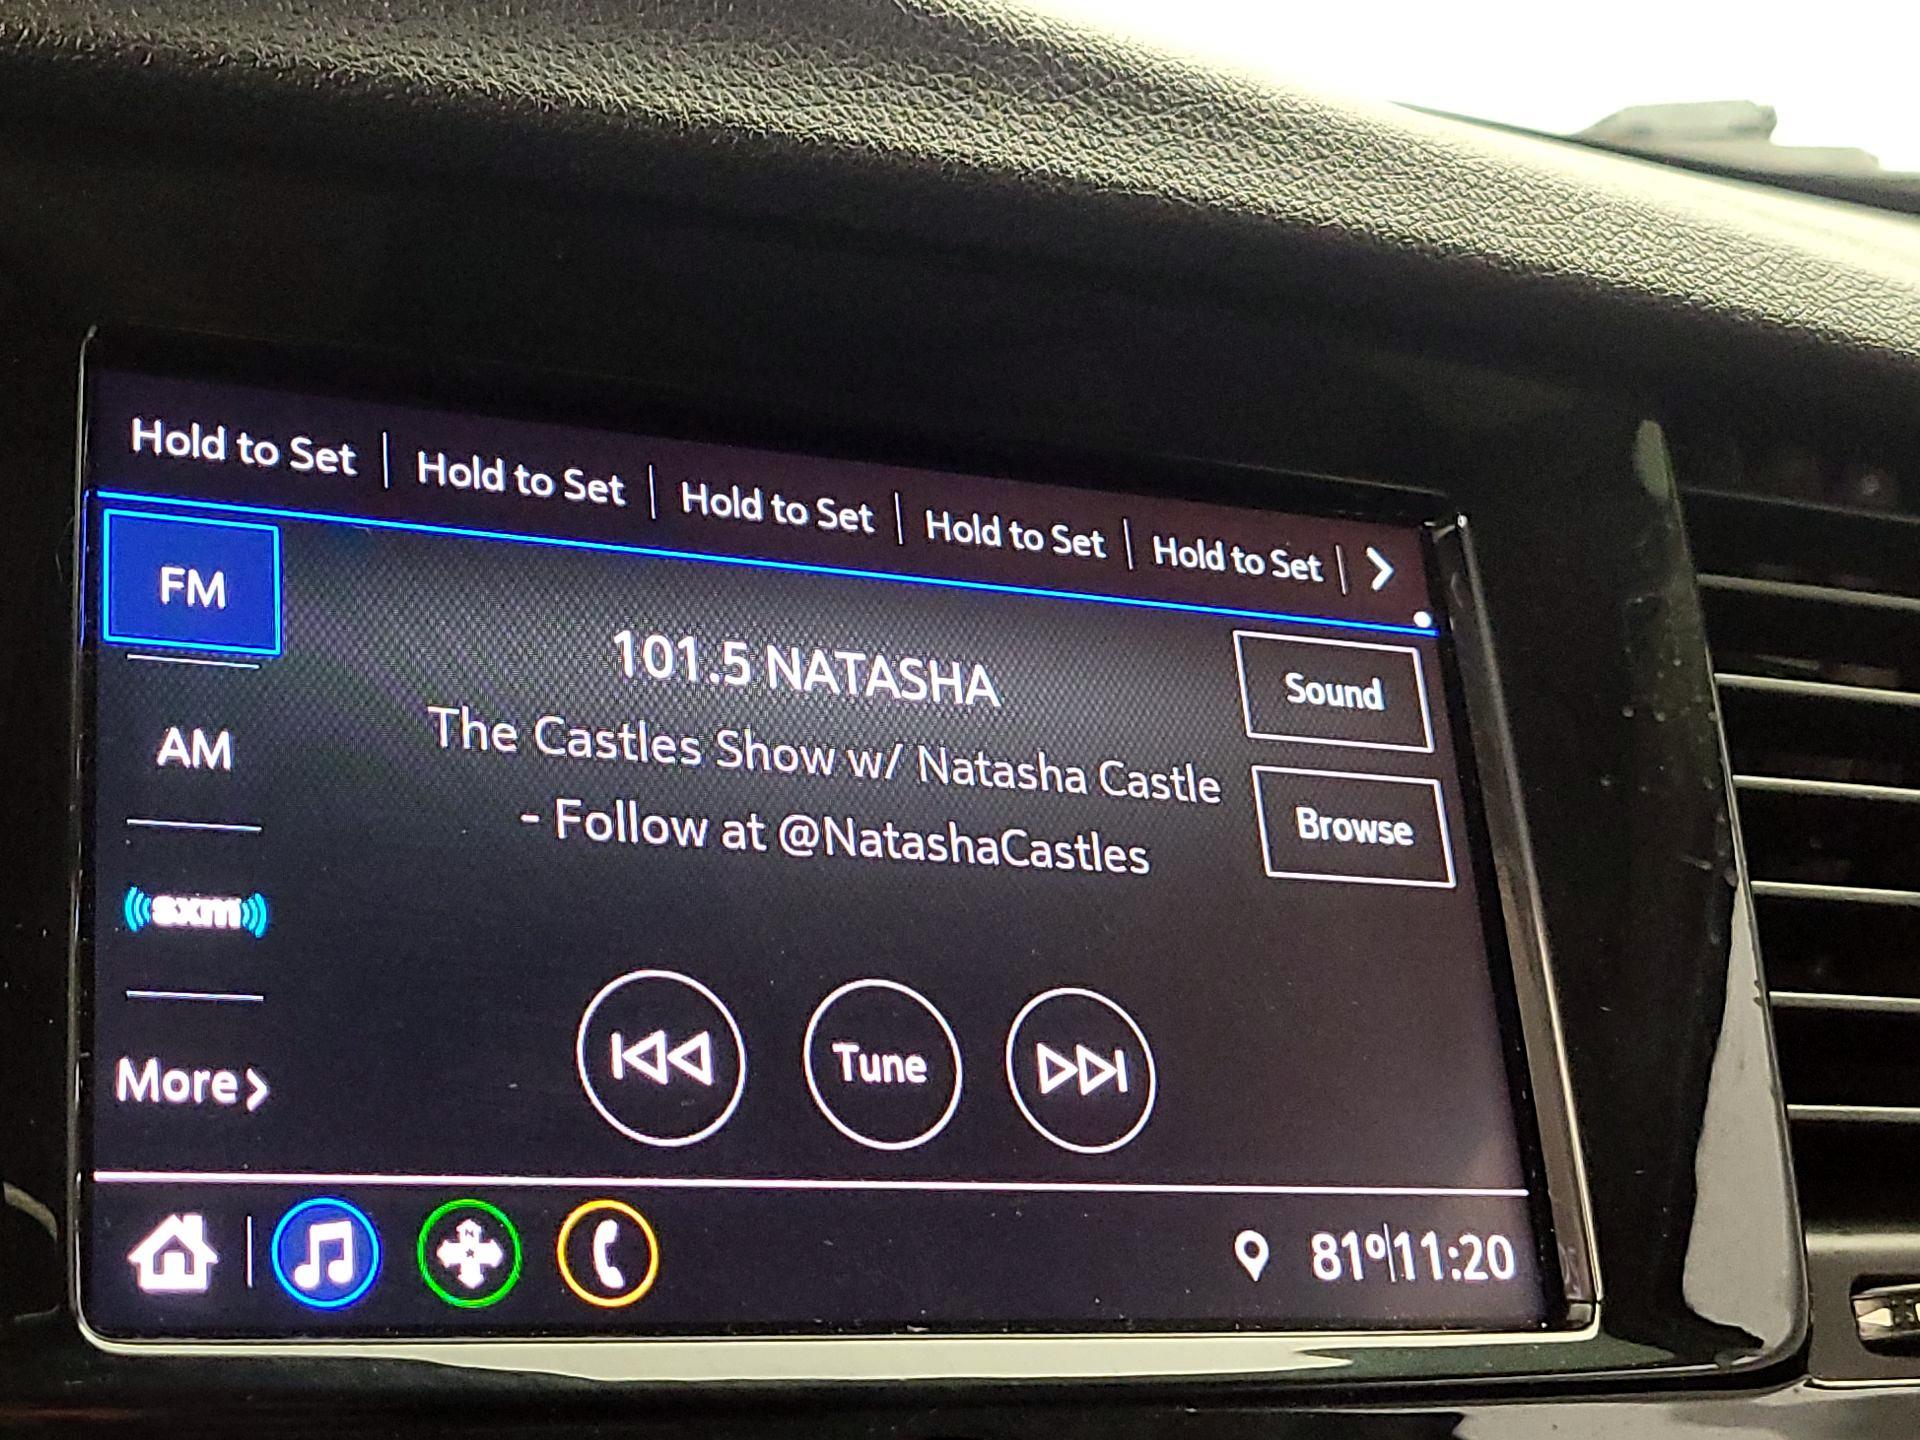 Hold to Set | Hold to Set | Hold to Set | Hold to Set | Hold to Set |
FM
101.5 NATASHA
Sound
The Castles Show w/ Natasha Castle
- Follow at @NatashaCastles
AM
Browse
sxm
Tune
More
81º|11:20